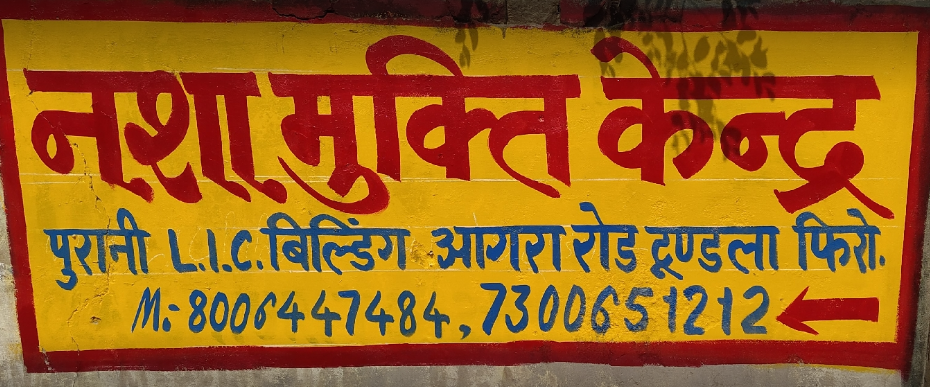 नशा मुक्ति केन्द्र
पुरानी L.I.C. बिल्डिंग आगरा रोड टूण्डला फिरो.
M:- 8006447484, 7300651212